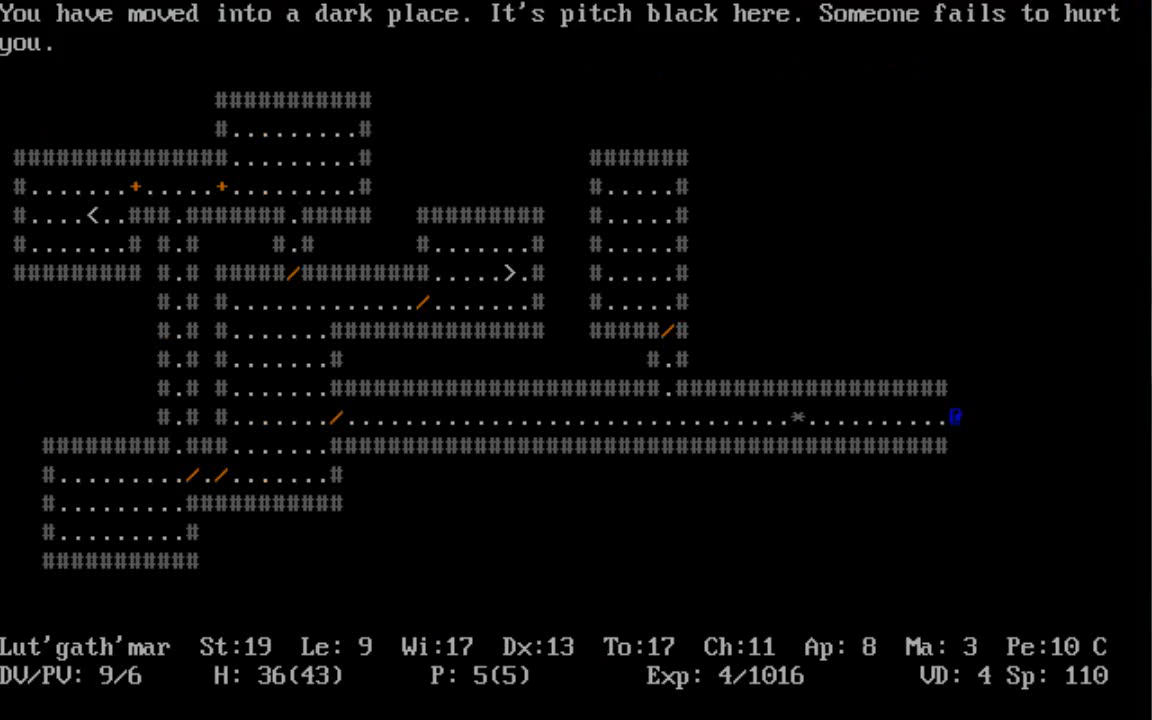 You have moved into a dark place. It's pitch black here. Someone fails to hurt
you.
Lut'gath'mar St:19 Le: 9 Wi:17 Dx:13 To:17 Ch:11 Ap: 8 Ma: 3 Pe:10 C
DV/PV: 9/6 H: 36(43) P: 5(5) Exp: 4/1016 VD: 4 Sp: 110